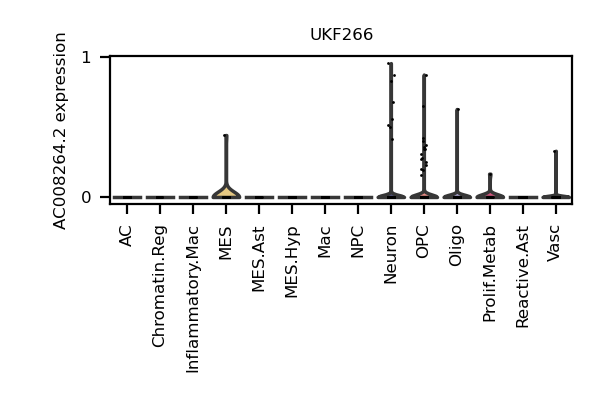 UKF266
AC008264.2 expression
1
0
AC
Chromatin.Reg
Inflammatory.Mac
MES
MES.Ast
MES.Hyp
Mac
NPC
Neuron
OPC
Oligo
Prolif.Metab
Reactive.Ast
Vasc